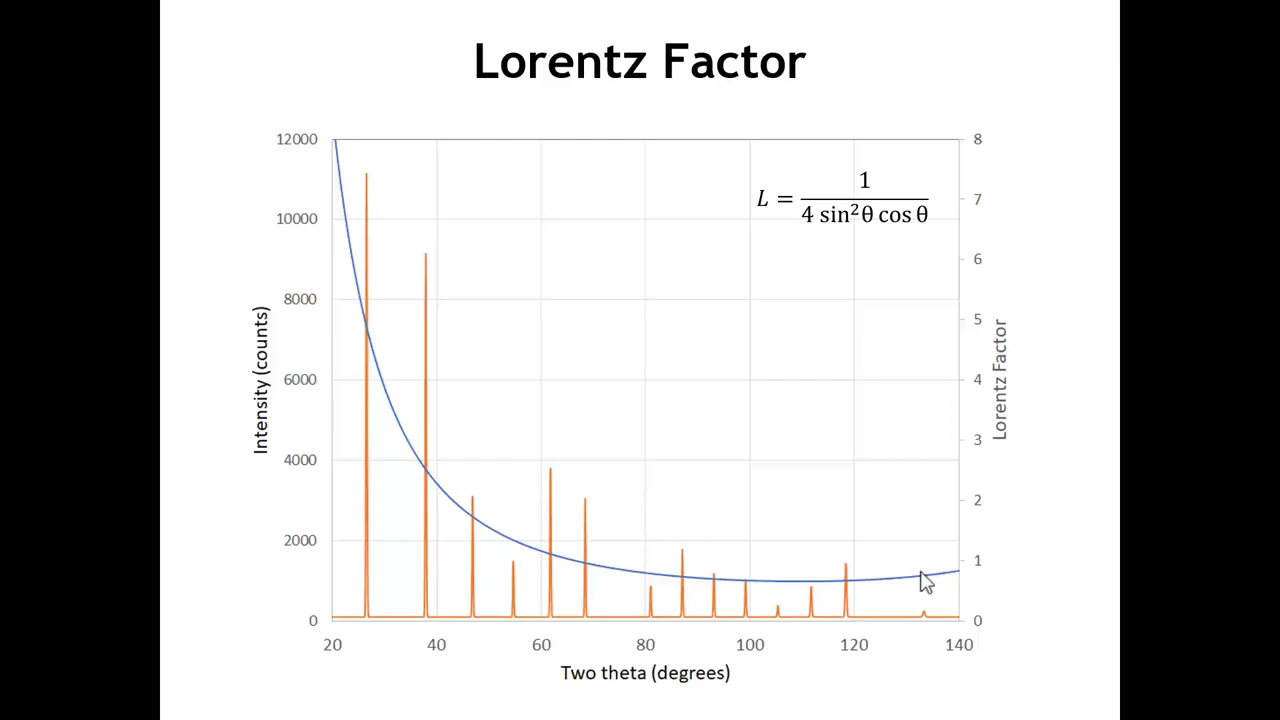 Lorentz Factor
12000
10000
8000
6000
4000
2000
0
Intensity (counts)
8
7
6
5
4
3
2
1
0
Lorentz Factor
L = 1 / 4 sin²θ cos θ
20 40 60 80 100 120 140
Two theta (degrees)